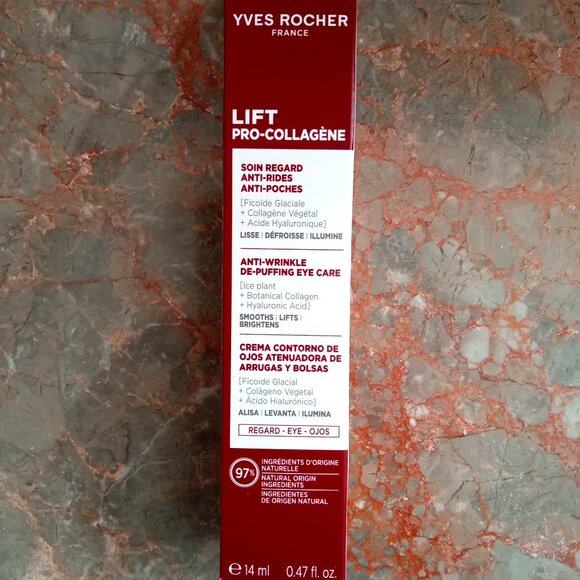 YVES ROCHER
FRANCE
LIFT
PRO-COLLAGÈNE
SOIN REGARD
ANTI-RIDES
ANTI-POCHES
[Ficoïde Glaciale
+ Collagène Végétal
+ Acide Hyaluronique]
LISSE | DÉFROISSE | ILLUMINE
ANTI-WRINKLE
DE-PUFFING EYE CARE
[Ice plant
+ Botanical Collagen
+ Hyaluronic Acid]
SMOOTHS | LIFTS |
BRIGHTENS
CREMA CONTORNO DE
OJOS ATENUADORA DE
ARRUGAS Y BOLSAS
[Ficoide Glacial
+ Colágeno Vegetal
+ Ácido Hialurónico]
ALISA | LEVANTA | ILUMINA
REGARD - EYE - OJOS
97%
INGRÉDIENTS D'ORIGINE
NATURELLE
NATURAL ORIGIN
INGREDIENTS
INGREDIENTES
DE ORIGEN NATURAL
℮ 14 ml 0.47 fl. oz.